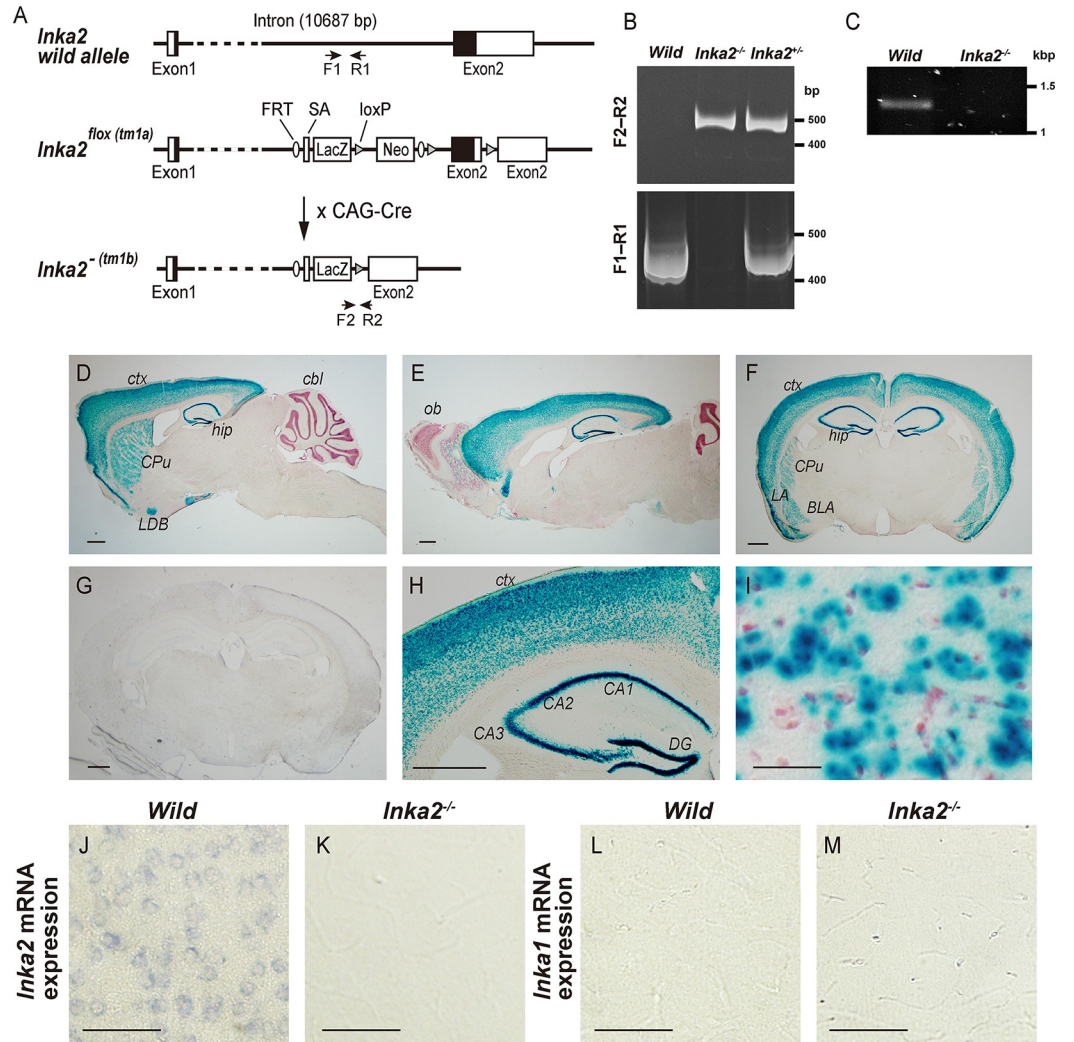 A
Inka2
wild allele
Intron (10687 bp)
F1 R1
Exon1
Exon2
FRT SA loxP
Inka2 flox (tm1a)
LacZ Neo
Exon1
Exon2 Exon2
x CAG-Cre
Inka2 - (tm1b)
LacZ
Exon1
Exon2
F2 R2
B
Wild Inka2-/- Inka2+/-
bp
F2–R2
500
400
F1–R1
500
400
C
Wild Inka2-/-
kbp
1.5
1
D
ctx
cbl
hip
CPu
LDB
E
ob
F
ctx
hip
CPu
LA
BLA
G
H
ctx
CA1
CA2
CA3
DG
I
Wild Inka2-/- Wild Inka2-/-
Inka2 mRNA
expression
J
K
Inka1 mRNA
expression
L
M